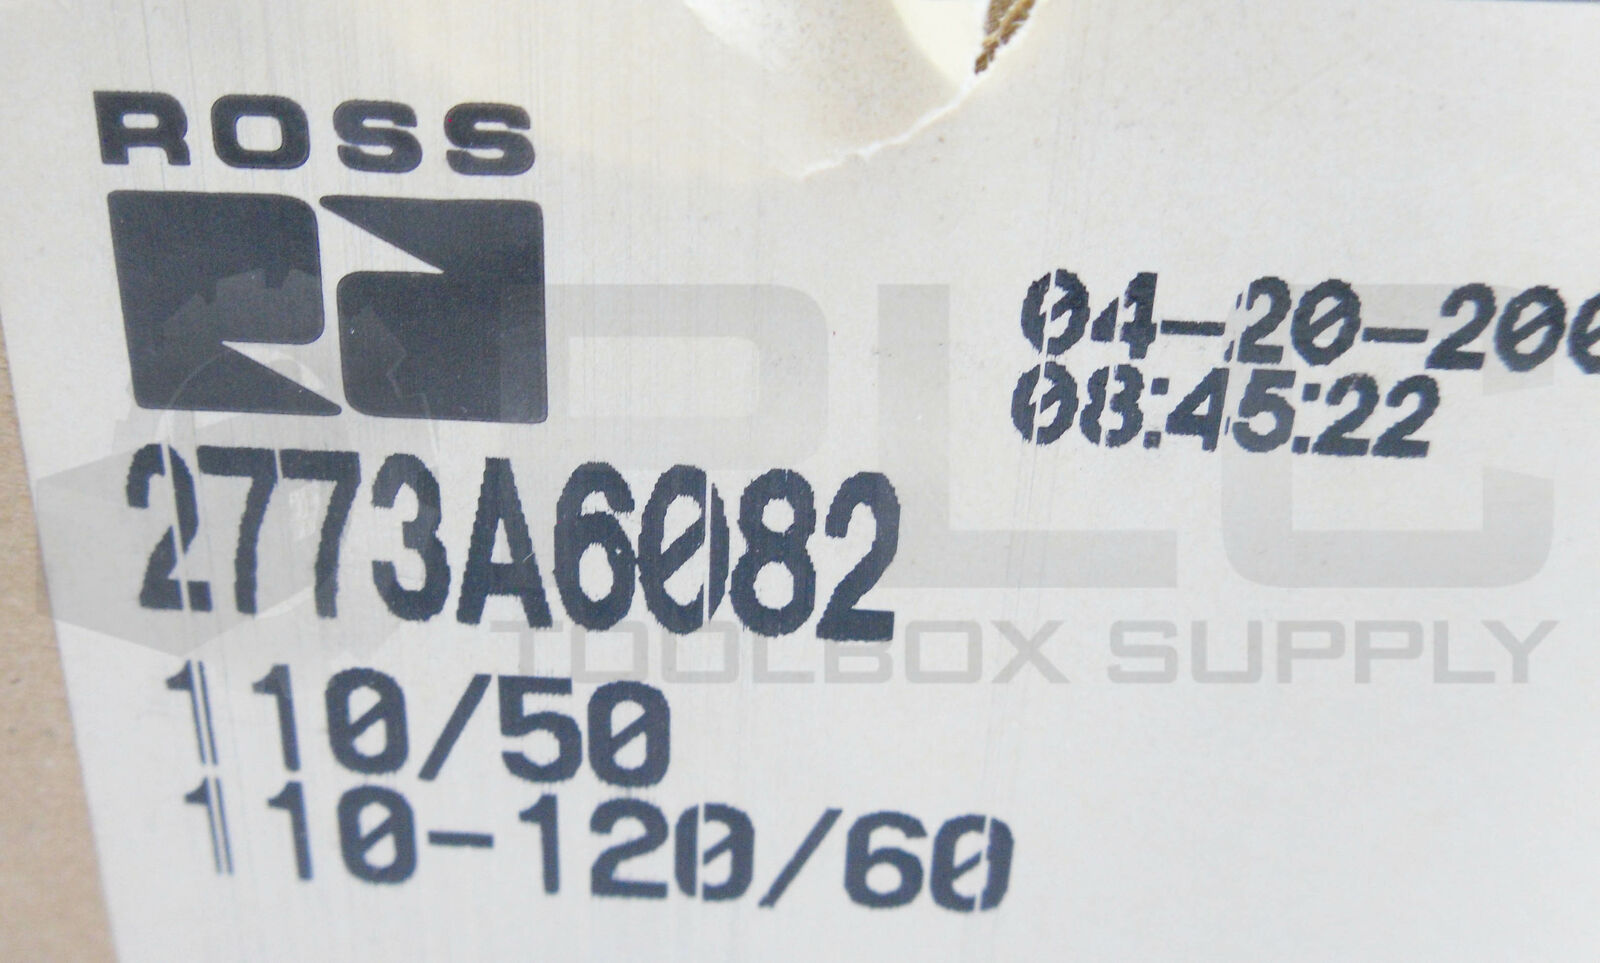 ROSS
04-20-200
08:45:22
2773A6082
110/50
110-120/60
PLC
TOOLBOX SUPPLY